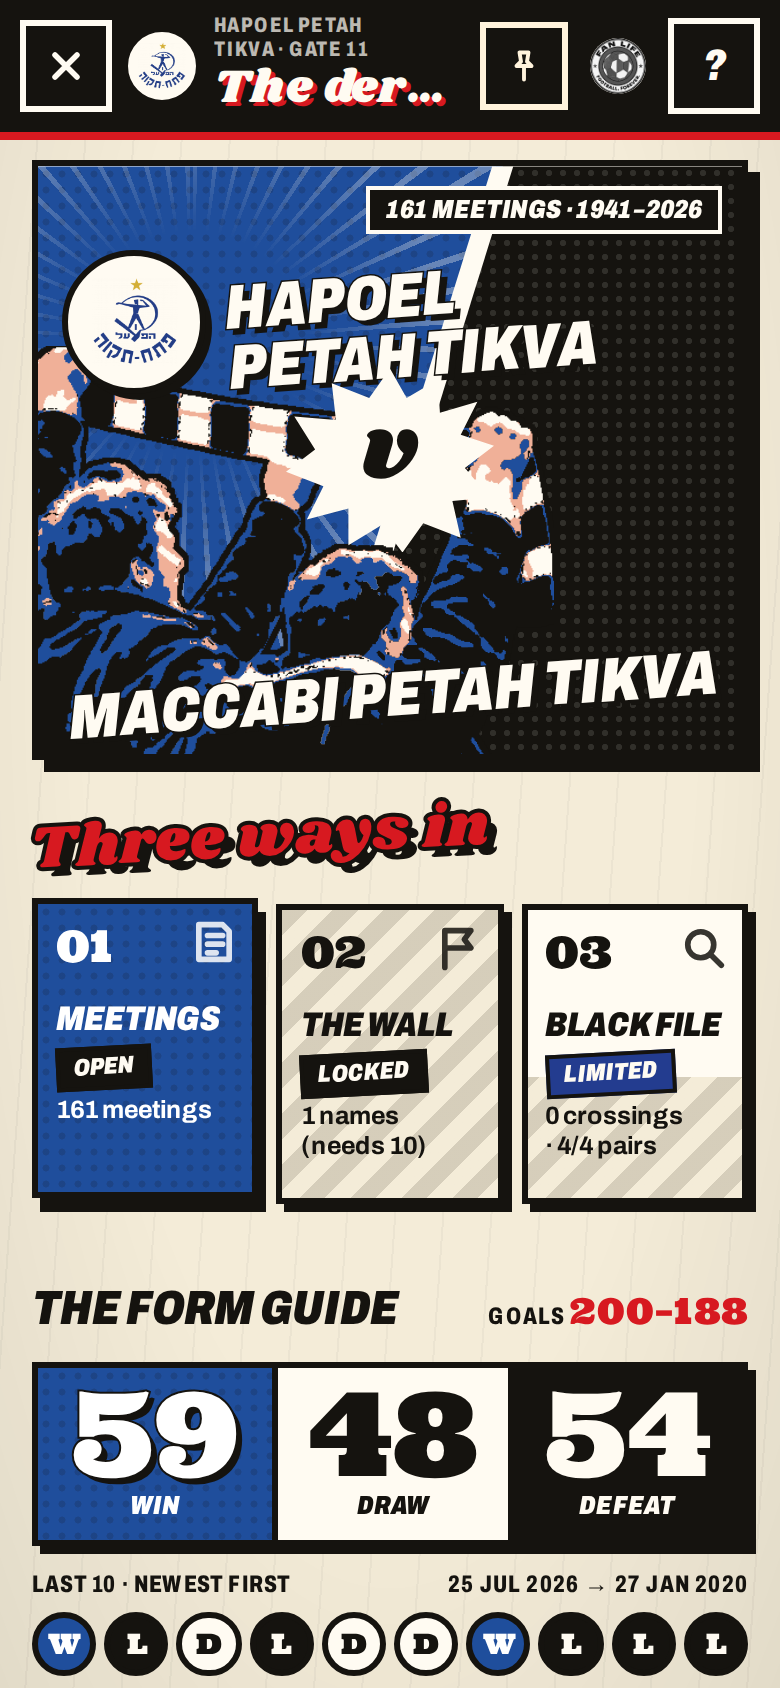 HAPOEL PETAH
TIKVA · GATE 11
The der...
?
161 MEETINGS · 1941–2026
הפועל
פתח-תקוה
HAPOEL
PETAH TIKVA
v
MACCABI PETAH TIKVA
Three ways in
01
MEETINGS
OPEN
161 meetings
02
THE WALL
LOCKED
1 names
(needs 10)
03
BLACK FILE
LIMITED
0 crossings
· 4/4 pairs
THE FORM GUIDE
GOALS 200–188
59
WIN
48
DRAW
54
DEFEAT
LAST 10 · NEWEST FIRST
25 JUL 2026 → 27 JAN 2020
W L D L D D W L L L